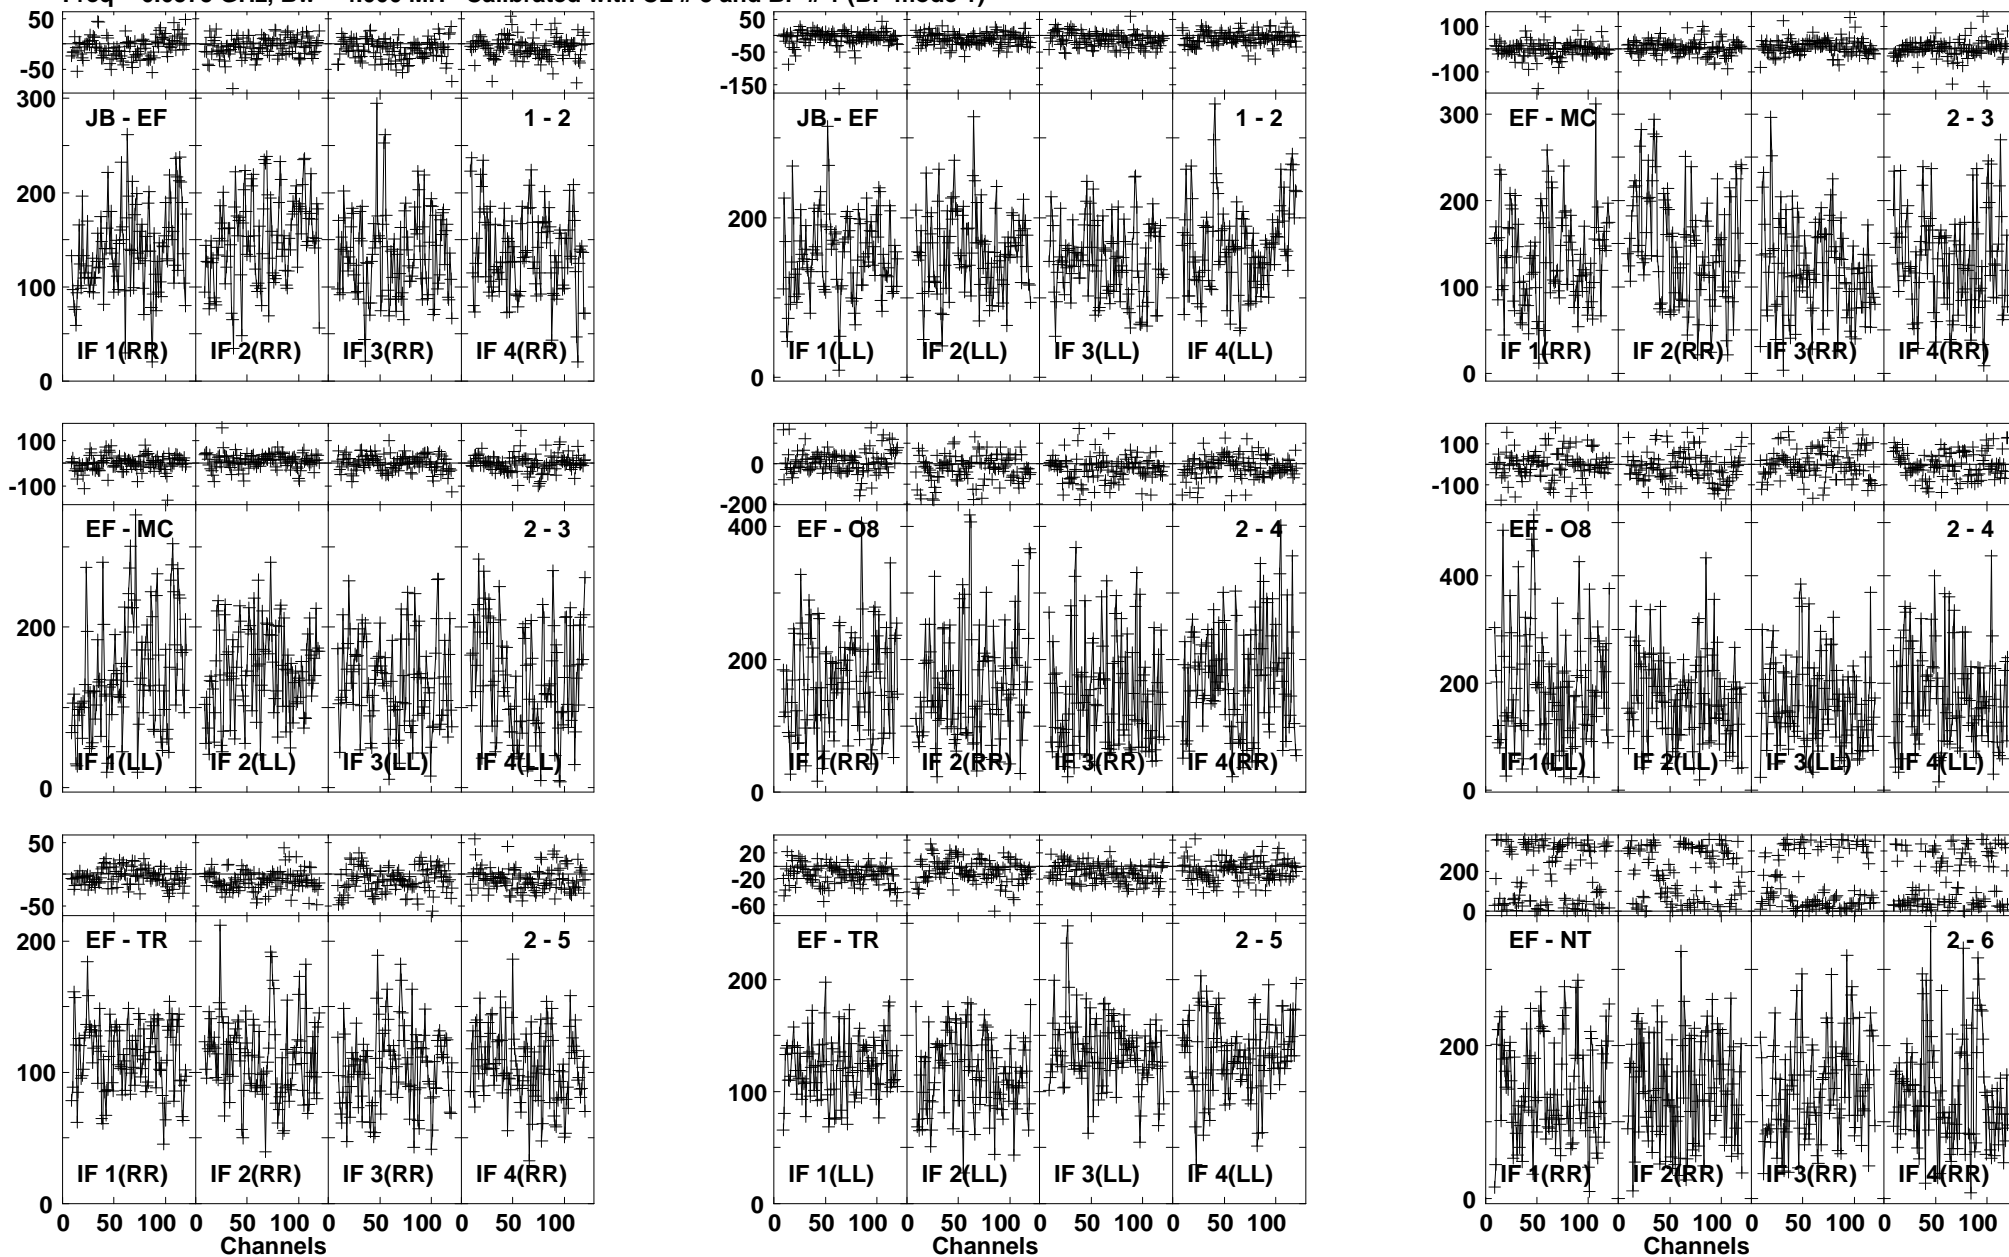 50
-50
300
200
100
0
JB - EF
1 - 2
IF 1(RR)
IF 2(RR)
IF 3(RR)
IF 4(RR)
50
-50
-150
200
0
JB - EF
1 - 2
IF 1(LL)
IF 2(LL)
IF 3(LL)
IF 4(LL)
100
-100
300
200
100
0
EF - MC
2 - 3
IF 1(RR)
IF 2(RR)
IF 3(RR)
IF 4(RR)
100
-100
200
0
EF - MC
2 - 3
IF 1(LL)
IF 2(LL)
IF 3(LL)
IF 4(LL)
0
-200
400
200
0
EF - O8
2 - 4
IF 1(RR)
IF 2(RR)
IF 3(RR)
IF 4(RR)
100
-100
400
200
0
EF - O8
2 - 4
IF 1(LL)
IF 2(LL)
IF 3(LL)
IF 4(LL)
50
-50
200
100
0
EF - TR
2 - 5
IF 1(RR)
IF 2(RR)
IF 3(RR)
IF 4(RR)
0 50 100 0 50 100 0 50 100 0 50 100
Channels
20
-20
-60
200
100
0
EF - TR
2 - 5
IF 1(LL)
IF 2(LL)
IF 3(LL)
IF 4(LL)
0 50 100 0 50 100 0 50 100 0 50 100
Channels
200
0
200
0
EF - NT
2 - 6
IF 1(RR)
IF 2(RR)
IF 3(RR)
IF 4(RR)
0 50 100 0 50 100 0 50 100 0 50 100
Channels